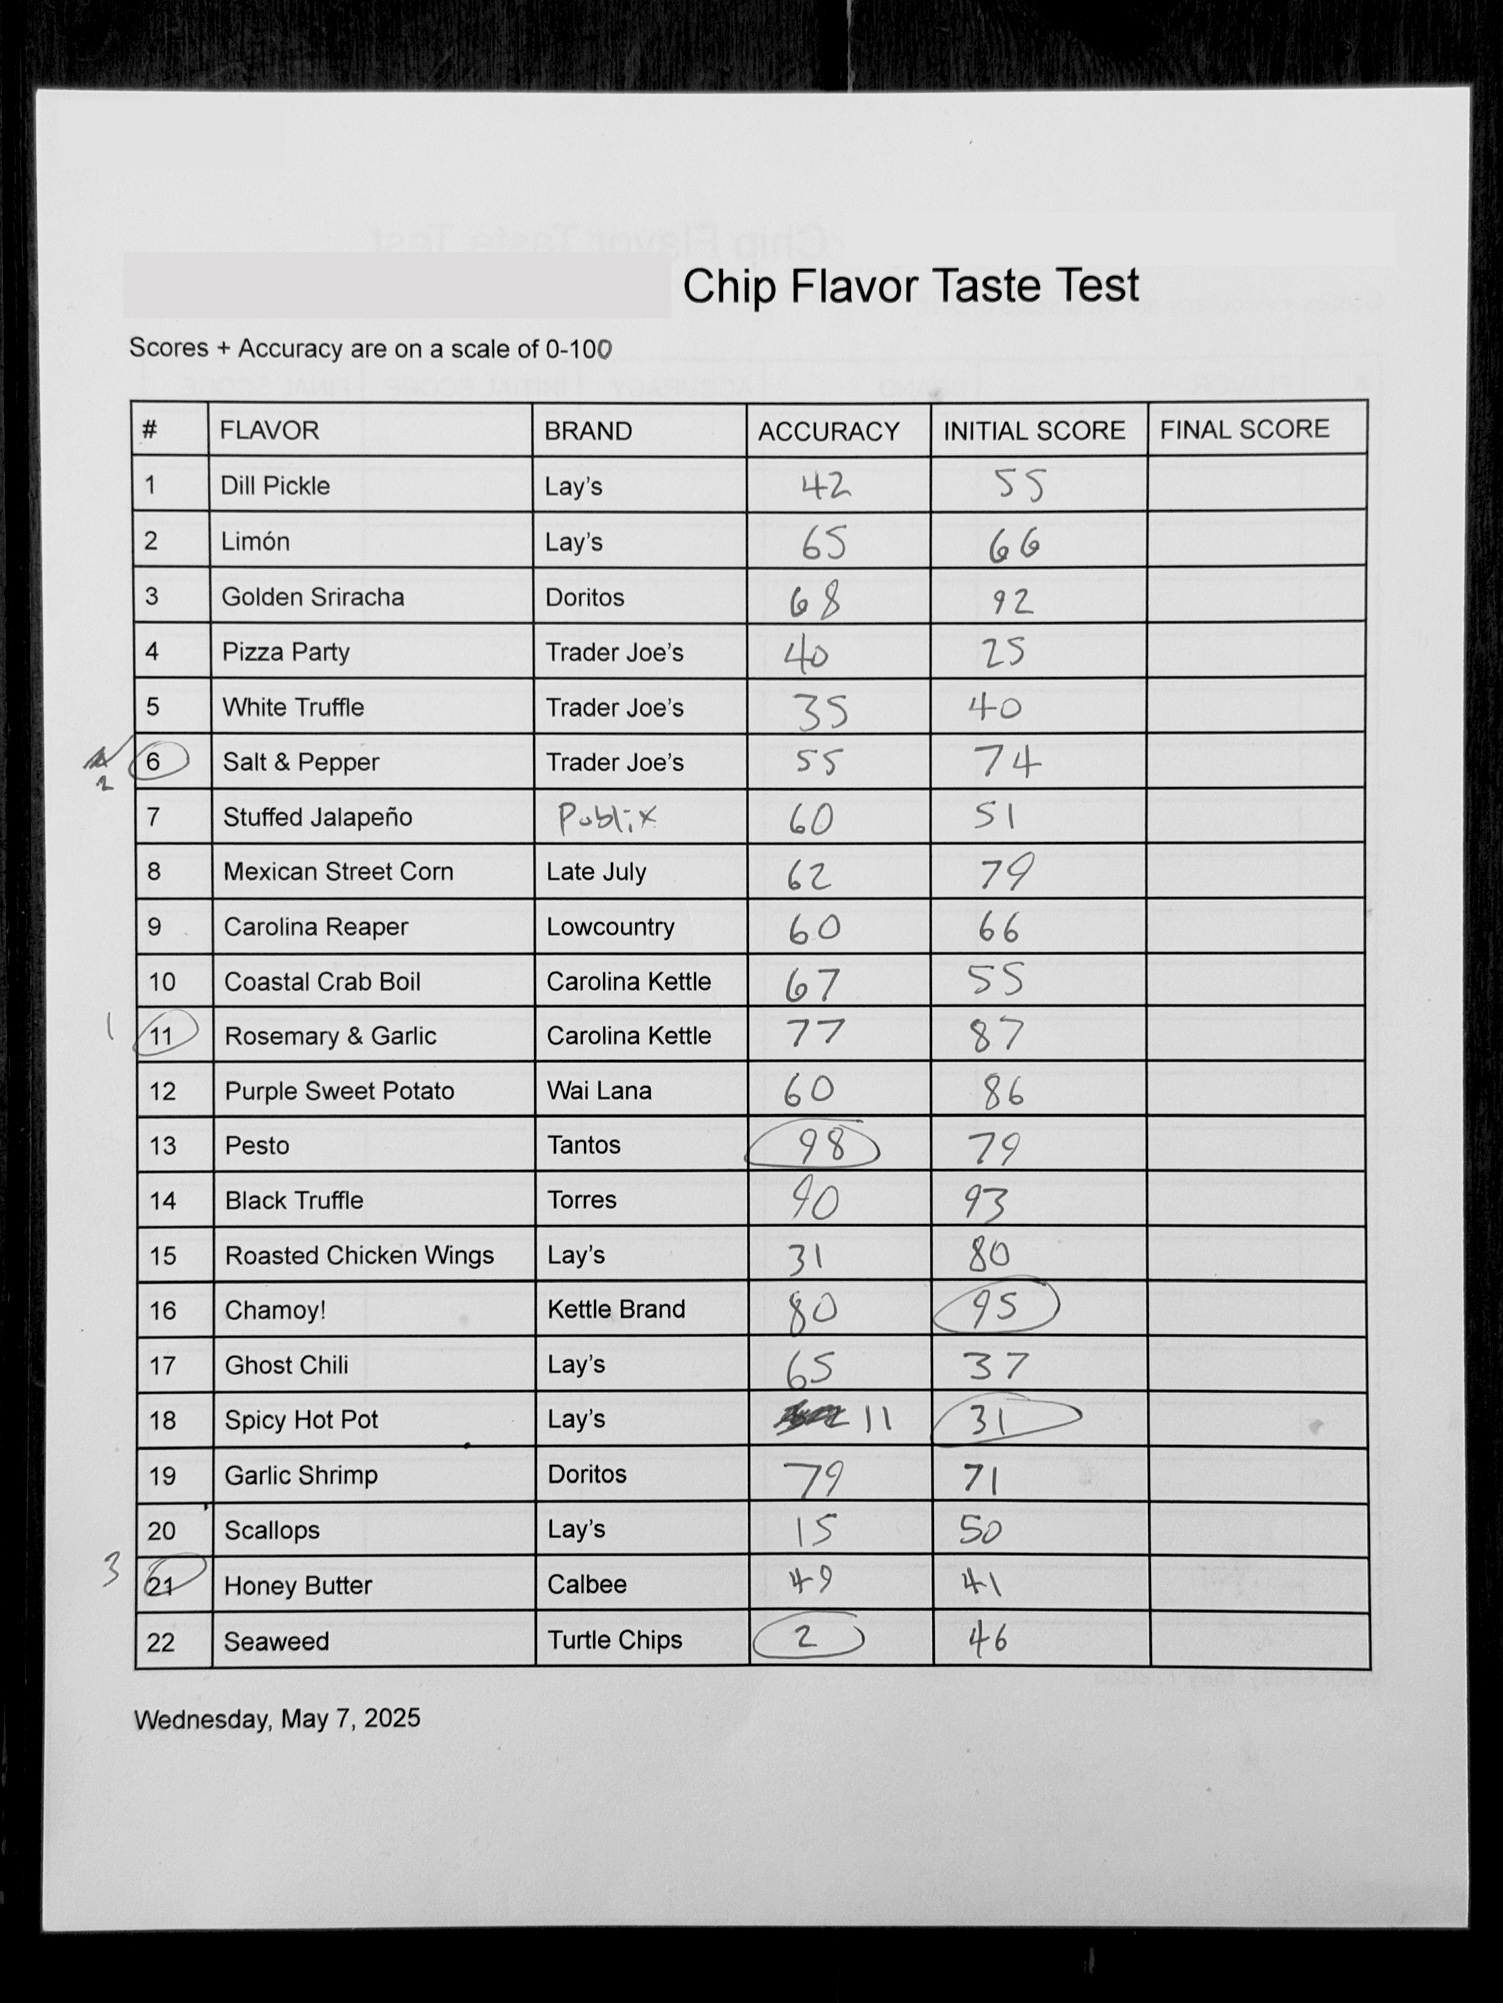 Chip Flavor Taste Test
Scores + Accuracy are on a scale of 0-100
# FLAVOR BRAND ACCURACY INITIAL SCORE FINAL SCORE
1 Dill Pickle Lay's 42 55
2 Limón Lay's 65 66
3 Golden Sriracha Doritos 68 92
4 Pizza Party Trader Joe's 40 25
5 White Truffle Trader Joe's 35 40
2 6 Salt & Pepper Trader Joe's 55 74
7 Stuffed Jalapeño Publix 60 51
8 Mexican Street Corn Late July 62 79
9 Carolina Reaper Lowcountry 60 66
10 Coastal Crab Boil Carolina Kettle 67 55
1 11 Rosemary & Garlic Carolina Kettle 77 87
12 Purple Sweet Potato Wai Lana 60 86
13 Pesto Tantos 98 79
14 Black Truffle Torres 90 93
15 Roasted Chicken Wings Lay's 31 80
16 Chamoy! Kettle Brand 80 95
17 Ghost Chili Lay's 65 37
18 Spicy Hot Pot Lay's 11 31
19 Garlic Shrimp Doritos 79 71
20 Scallops Lay's 15 50
3 21 Honey Butter Calbee 49 41
22 Seaweed Turtle Chips 2 46
Wednesday, May 7, 2025